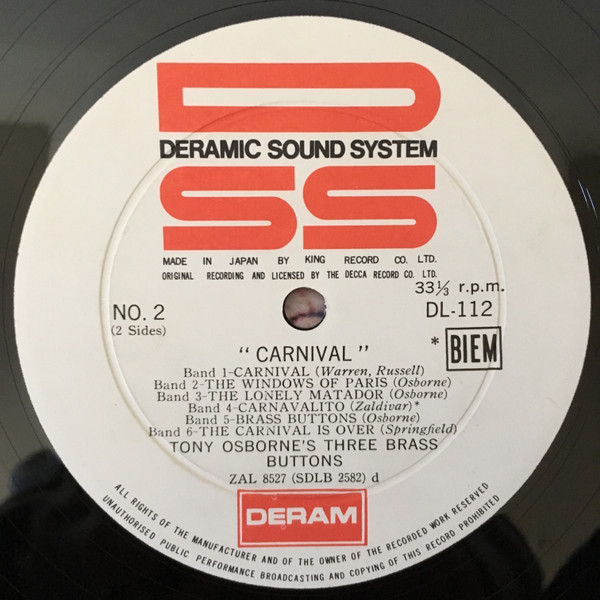 D
DERAMIC SOUND SYSTEM
SS
MADE IN JAPAN BY KING RECORD CO. LTD.
ORIGINAL RECORDING AND LICENSED BY THE DECCA RECORD CO. LTD.
33⅓ r.p.m.
NO. 2
DL-112
(2 Sides)
* BIEM
"CARNIVAL"
Band 1-CARNIVAL (Warren, Russell)
Band 2-THE WINDOWS OF PARIS (Osborne)
Band 3-THE LONELY MATADOR (Osborne)
Band 4-CARNAVALITO (Zaldivar)*
Band 5-BRASS BUTTONS (Osborne)
Band 6-THE CARNIVAL IS OVER (Springfield)
TONY OSBORNE'S THREE BRASS
BUTTONS
ZAL 8527 (SDLB 2582) d
DERAM
ALL RIGHTS OF THE MANUFACTURER AND OF THE OWNER OF THE RECORDED WORK RESERVED
UNAUTHORISED PUBLIC PERFORMANCE BROADCASTING AND COPYING OF THIS RECORD PROHIBITED